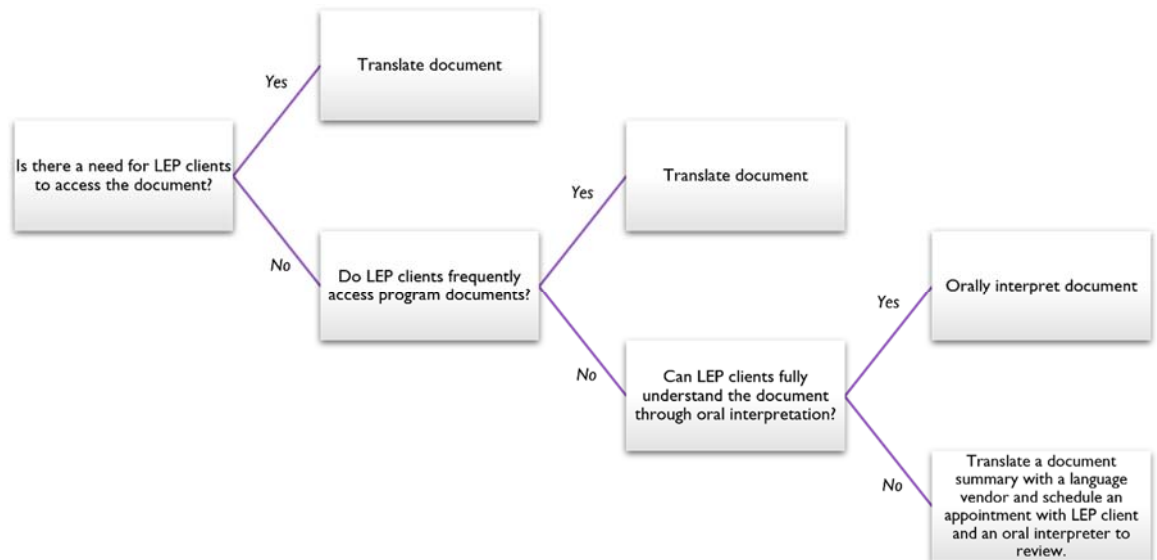 Translate document
Yes
Is there a need for LEP clients
to access the document?
Translate document
Yes
No
Do LEP clients frequently
access program documents?
Orally interpret document
Yes
No
Can LEP clients fully
understand the document
through oral interpretation?
Translate a document
summary with a language
vendor and schedule an
appointment with LEP client
and an oral interpreter to
review.
No